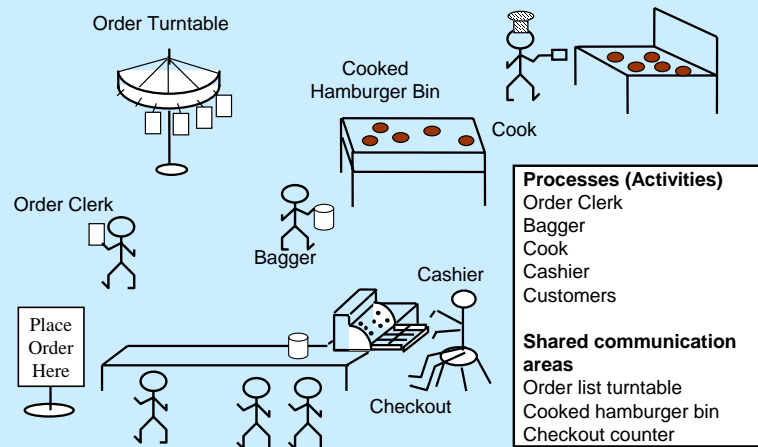 Order Turntable
Cooked
Hamburger Bin
Cook
Order Clerk
Bagger
Cashier
Place
Order
Here
Checkout
Processes (Activities)
Order Clerk
Bagger
Cook
Cashier
Customers
Shared communication
areas
Order list turntable
Cooked hamburger bin
Checkout counter